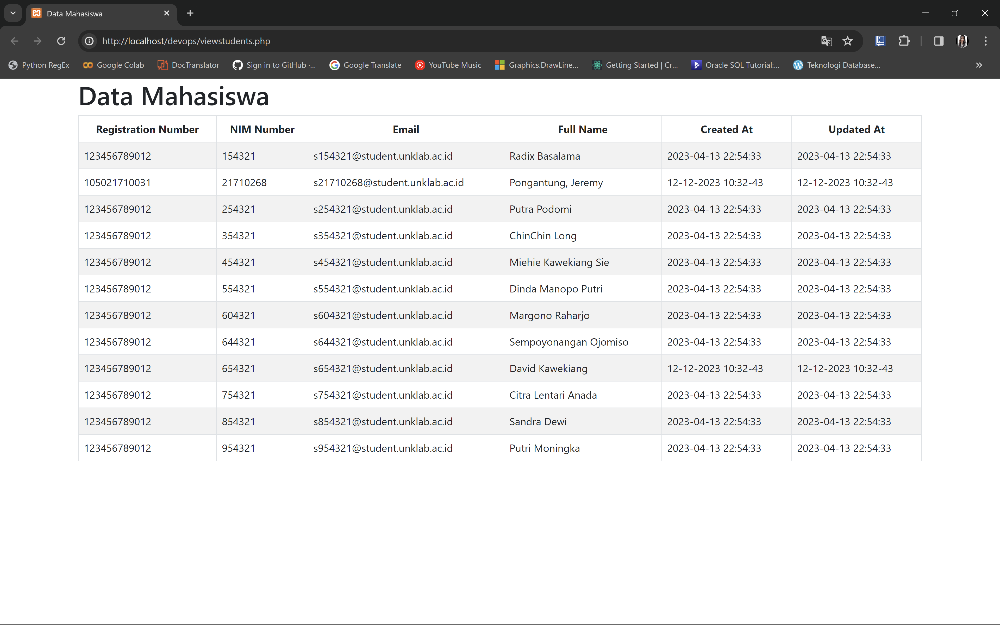 Data Mahasiswa
http://localhost/devops/viewstudents.php
Python RegEx Google Colab DocTranslator Sign in to GitHub ·... Google Translate YouTube Music Graphics.DrawLine... Getting Started | Cr... Oracle SQL Tutorial:... Teknologi Database...
Data Mahasiswa
Registration Number NIM Number Email Full Name Created At Updated At
123456789012 154321 s154321@student.unklab.ac.id Radix Basalama 2023-04-13 22:54:33 2023-04-13 22:54:33
105021710031 21710268 s21710268@student.unklab.ac.id Pongantung, Jeremy 12-12-2023 10:32-43 12-12-2023 10:32-43
123456789012 254321 s254321@student.unklab.ac.id Putra Podomi 2023-04-13 22:54:33 2023-04-13 22:54:33
123456789012 354321 s354321@student.unklab.ac.id ChinChin Long 2023-04-13 22:54:33 2023-04-13 22:54:33
123456789012 454321 s454321@student.unklab.ac.id Miehie Kawekiang Sie 2023-04-13 22:54:33 2023-04-13 22:54:33
123456789012 554321 s554321@student.unklab.ac.id Dinda Manopo Putri 2023-04-13 22:54:33 2023-04-13 22:54:33
123456789012 604321 s604321@student.unklab.ac.id Margono Raharjo 2023-04-13 22:54:33 2023-04-13 22:54:33
123456789012 644321 s644321@student.unklab.ac.id Sempoyonangan Ojomiso 2023-04-13 22:54:33 2023-04-13 22:54:33
123456789012 654321 s654321@student.unklab.ac.id David Kawekiang 12-12-2023 10:32-43 12-12-2023 10:32-43
123456789012 754321 s754321@student.unklab.ac.id Citra Lentari Anada 2023-04-13 22:54:33 2023-04-13 22:54:33
123456789012 854321 s854321@student.unklab.ac.id Sandra Dewi 2023-04-13 22:54:33 2023-04-13 22:54:33
123456789012 954321 s954321@student.unklab.ac.id Putri Moningka 2023-04-13 22:54:33 2023-04-13 22:54:33